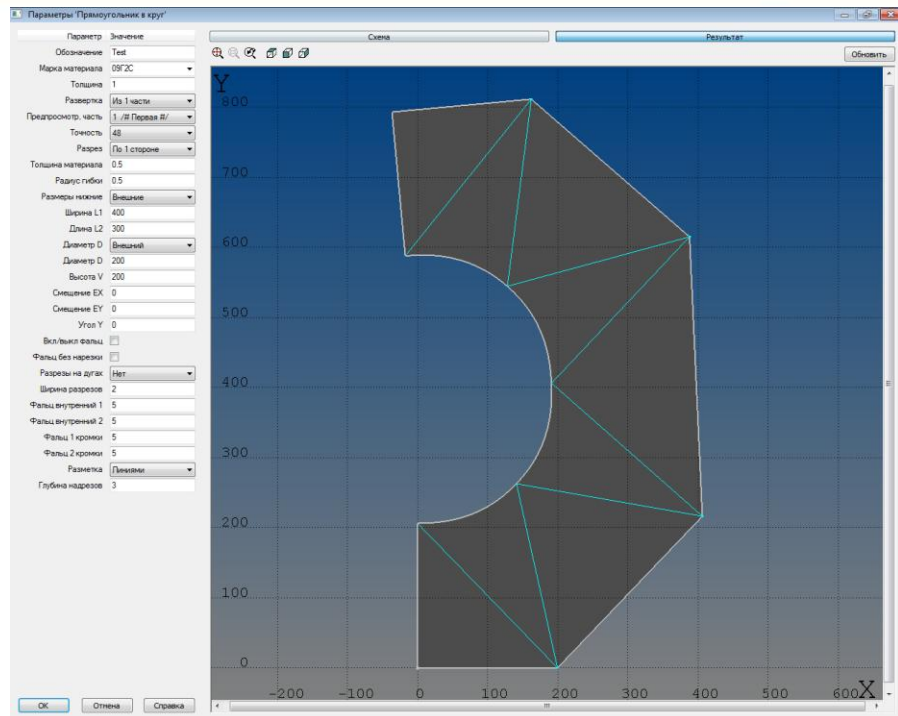 Параметры 'Прямоугольник в круг'
Параметр Значение
Обозначение Test
Марка материала 09Г2С
Толщина 1
Развертка Из 1 части
Предпросмотр, часть 1 /# Первая #/
Точность 48
Разрез По 1 стороне
Толщина материала 0.5
Радиус гибки 0.5
Размеры нижние Внешние
Ширина L1 400
Длина L2 300
Диаметр D Внешний
Диаметр D 200
Высота V 200
Смещение EX 0
Смещение EY 0
Угол Y 0
Вкл/выкл фальц
Фальц без нарезки
Разрезы на дугах Нет
Ширина разрезов 2
Фальц внутренний 1 5
Фальц внутренний 2 5
Фальц 1 кромки 5
Фальц 2 кромки 5
Разметка Линиями
Глубина надрезов 3
OK Отмена Справка
Схема Результат
Обновить
Y
800
700
600
500
400
300
200
100
0
-200 -100 0 100 200 300 400 500 600 X